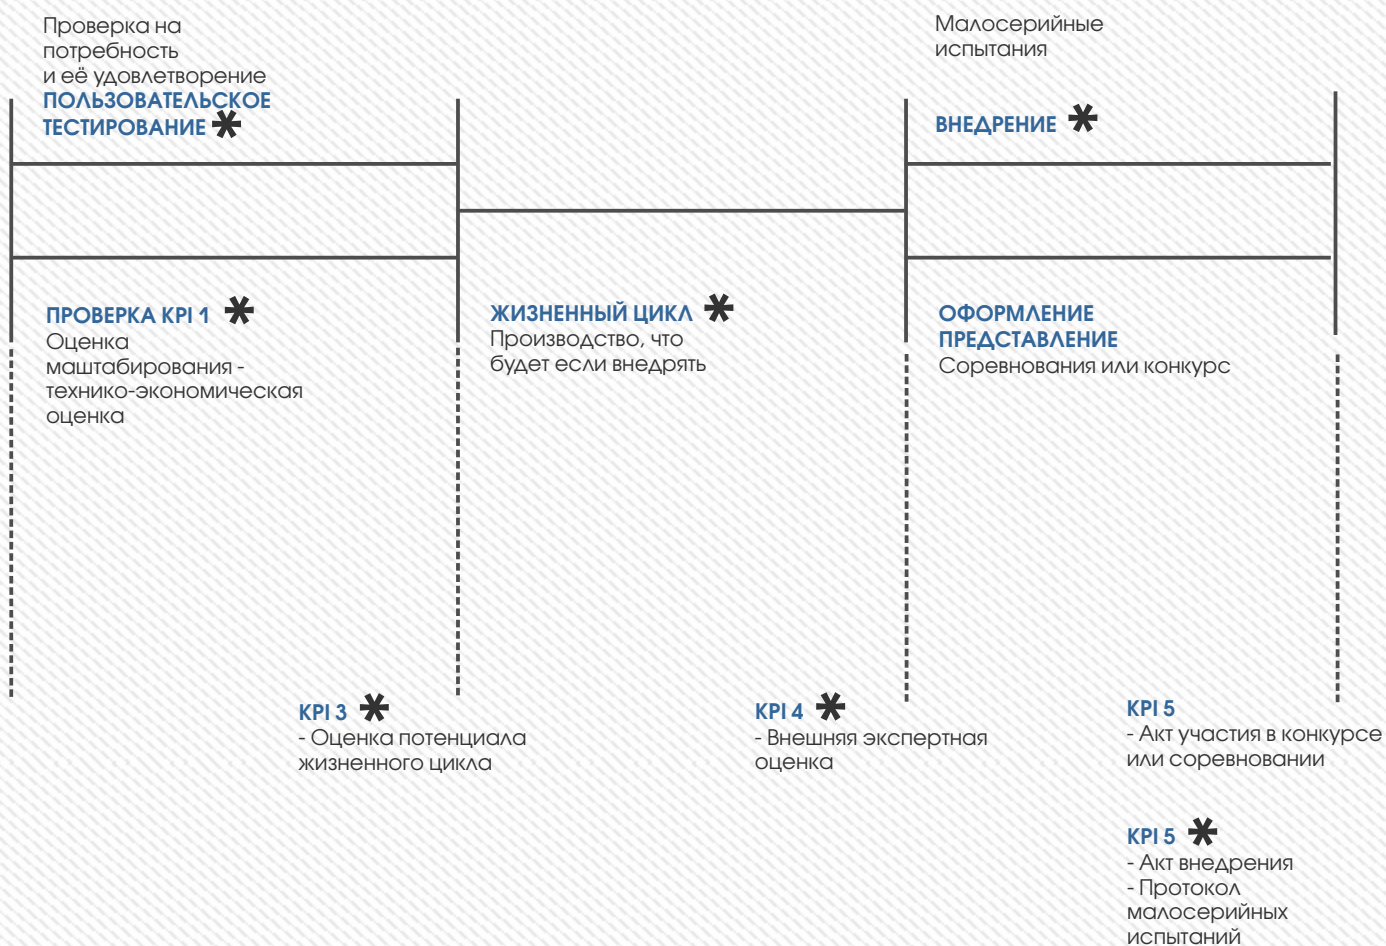 Проверка на
потребность
и её удовлетворение
ПОЛЬЗОВАТЕЛЬСКОЕ
ТЕСТИРОВАНИЕ *
Малосерийные
испытания
ВНЕДРЕНИЕ *
ПРОВЕРКА KPI 1 *
Оценка
маштабирования -
технико-экономическая
оценка
ЖИЗНЕННЫЙ ЦИКЛ *
Производство, что
будет если внедрять
ОФОРМЛЕНИЕ
ПРЕДСТАВЛЕНИЕ
Соревнования или конкурс
KPI 3 *
- Оценка потенциала
жизненного цикла
KPI 4 *
- Внешняя экспертная
оценка
KPI 5
- Акт участия в конкурсе
или соревновании
KPI 5 *
- Акт внедрения
- Протокол
малосерийных
испытаний